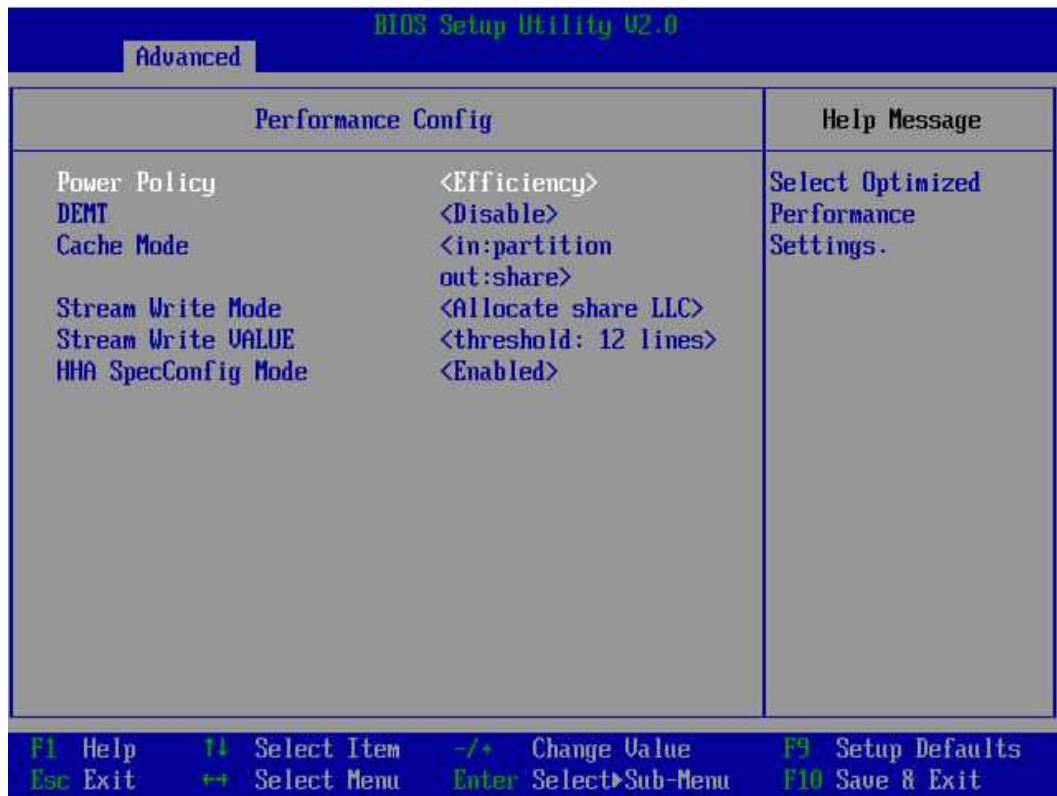 BIOS Setup Utility V2.0
Advanced
Performance Config
Help Message
Power Policy <Efficiency>
DEMT <Disable>
Cache Mode <in:partition
out:share>
Stream Write Mode <Allocate share LLC>
Stream Write VALUE <threshold: 12 lines>
HHA SpecConfig Mode <Enabled>
Select Optimized
Performance
Settings.
F1 Help ↑↓ Select Item -/+ Change Value F9 Setup Defaults
Esc Exit ←→ Select Menu Enter Select▶Sub-Menu F10 Save & Exit